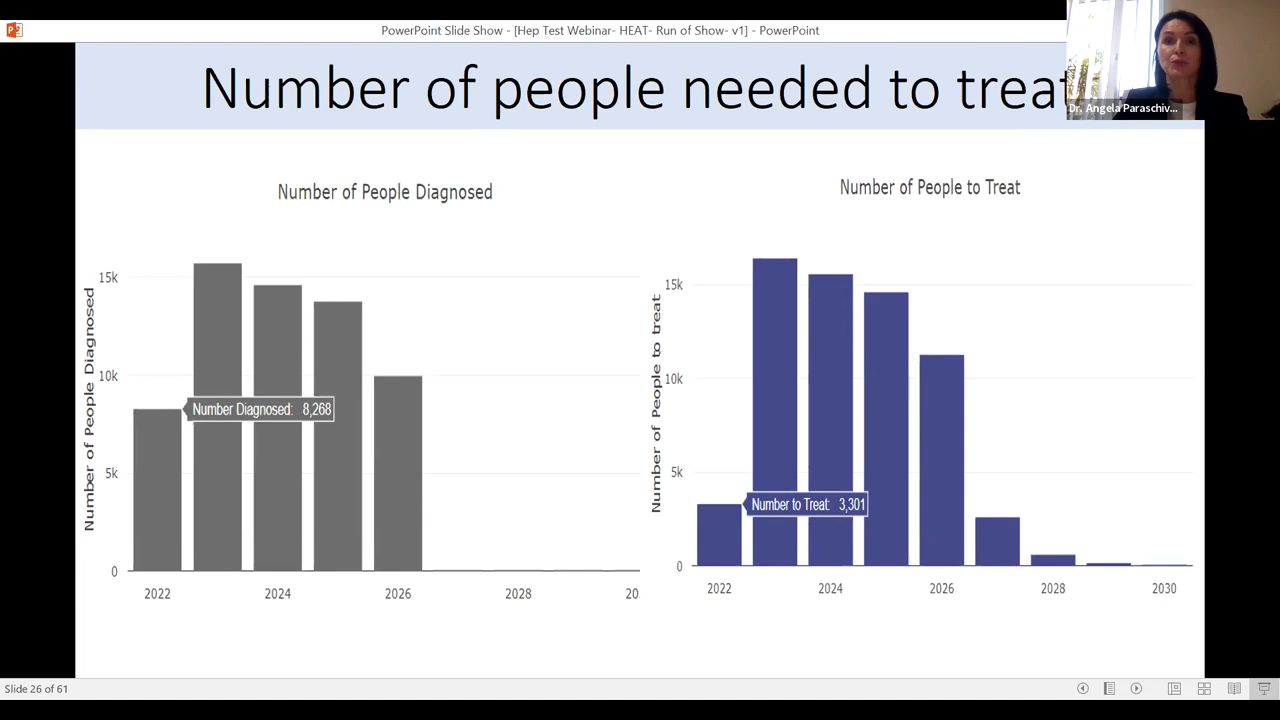 PowerPoint Slide Show - [Hep Test Webinar- HEAT- Run of Show- v1] - PowerPoint
Number of people needed to treat
Dr. Angela Paraschiv...
Number of People Diagnosed
Number of People Diagnosed
15k
10k
5k
0
Number Diagnosed: 8,268
2022
2024
2026
2028
20
Number of People to Treat
Number of People to treat
15k
10k
5k
0
Number to Treat: 3,301
2022
2024
2026
2028
2030
Slide 26 of 61